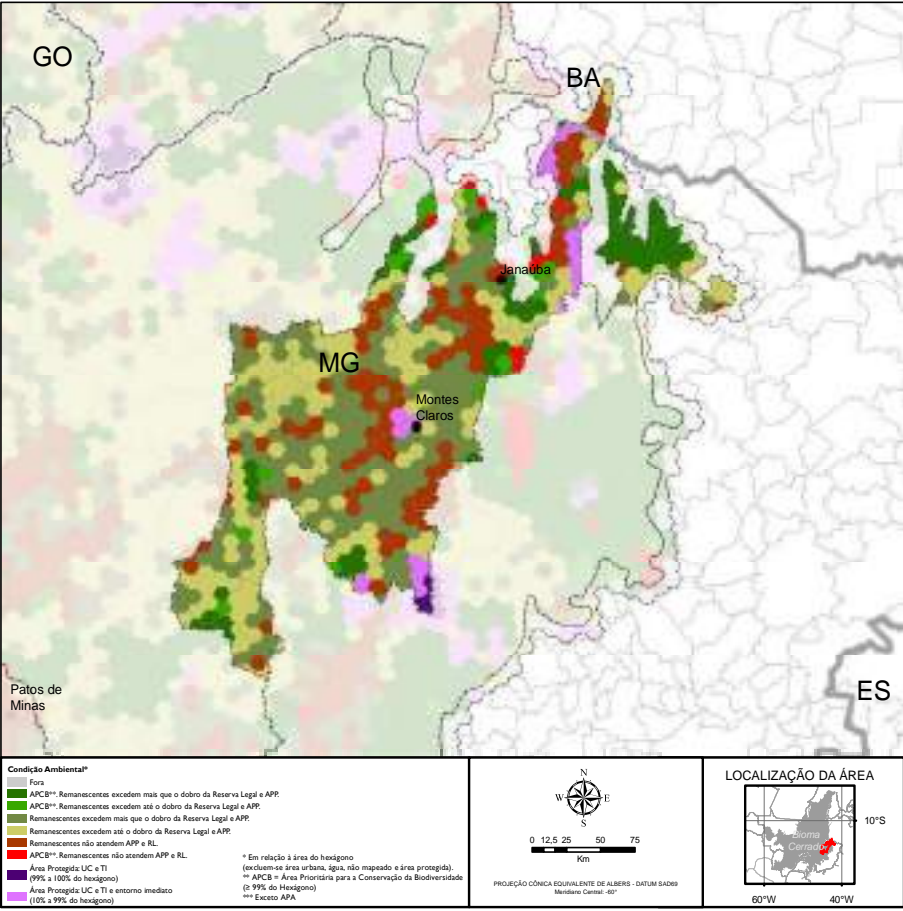 GO
BA
Janaúba
MG
Montes
Claros
Patos de
Minas
ES
Condição Ambiental*
Fora
APCB**. Remanescentes excedem mais que o dobro da Reserva Legal e APP.
APCB**. Remanescentes excedem até o dobro da Reserva Legal e APP.
Remanescentes excedem mais que o dobro da Reserva Legal e APP.
Remanescentes excedem até o dobro da Reserva Legal e APP.
Remanescentes não atendem APP e RL.
APCB**. Remanescentes não atendem APP e RL.
Área Protegida: UC e TI
(99% a 100% do hexágono)
Área Protegida: UC e TI e entorno imediato
(10% a 99% do hexágono)
* Em relação à área do hexágono
(excluem-se área urbana, água, não mapeado e área protegida).
** APCB = Área Prioritária para a Conservação da Biodiversidade
(≥ 99% do Hexágono)
*** Exceto APA
N
W E
S
0 12,5 25 50 75
Km
PROJEÇÃO CÔNICA EQUIVALENTE DE ALBERS - DATUM SAD69
Meridiano Central: -60°
LOCALIZAÇÃO DA ÁREA
10°S
Bioma
Cerrado
60°W 40°W